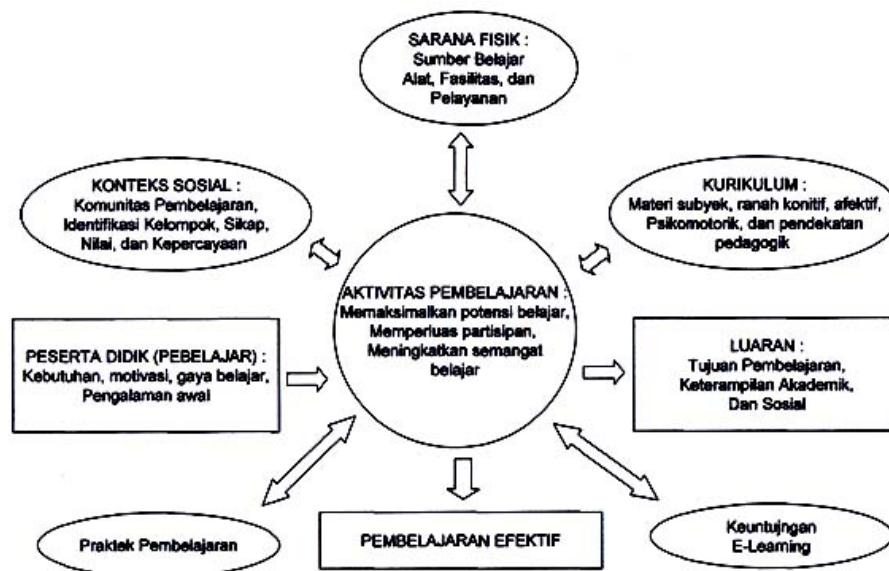 SARANA FISIK :
Sumber Belajar
Alat, Fasilitas, dan
Pelayanan
KONTEKS SOSIAL :
Komunitas Pembelajaran,
Identifikasi Kelompok, Sikap,
Nilai, dan Kepercayaan
KURIKULUM :
Materi subyek, ranah konitif, afektif,
Psikomotorik, dan pendekatan
pedagogik
AKTIVITAS PEMBELAJARAN :
Memaksimalkan potensi belajar,
Memperluas partisipan,
Meningkatkan semangat
belajar
PESERTA DIDIK (PEBELAJAR) :
Kebutuhan, motivasi, gaya belajar,
Pengalaman awal
LUARAN :
Tujuan Pembelajaran,
Keterampilan Akademik,
Dan Sosial
Praktek Pembelajaran
PEMBELAJARAN EFEKTIF
Keuntujngan
E-Learning